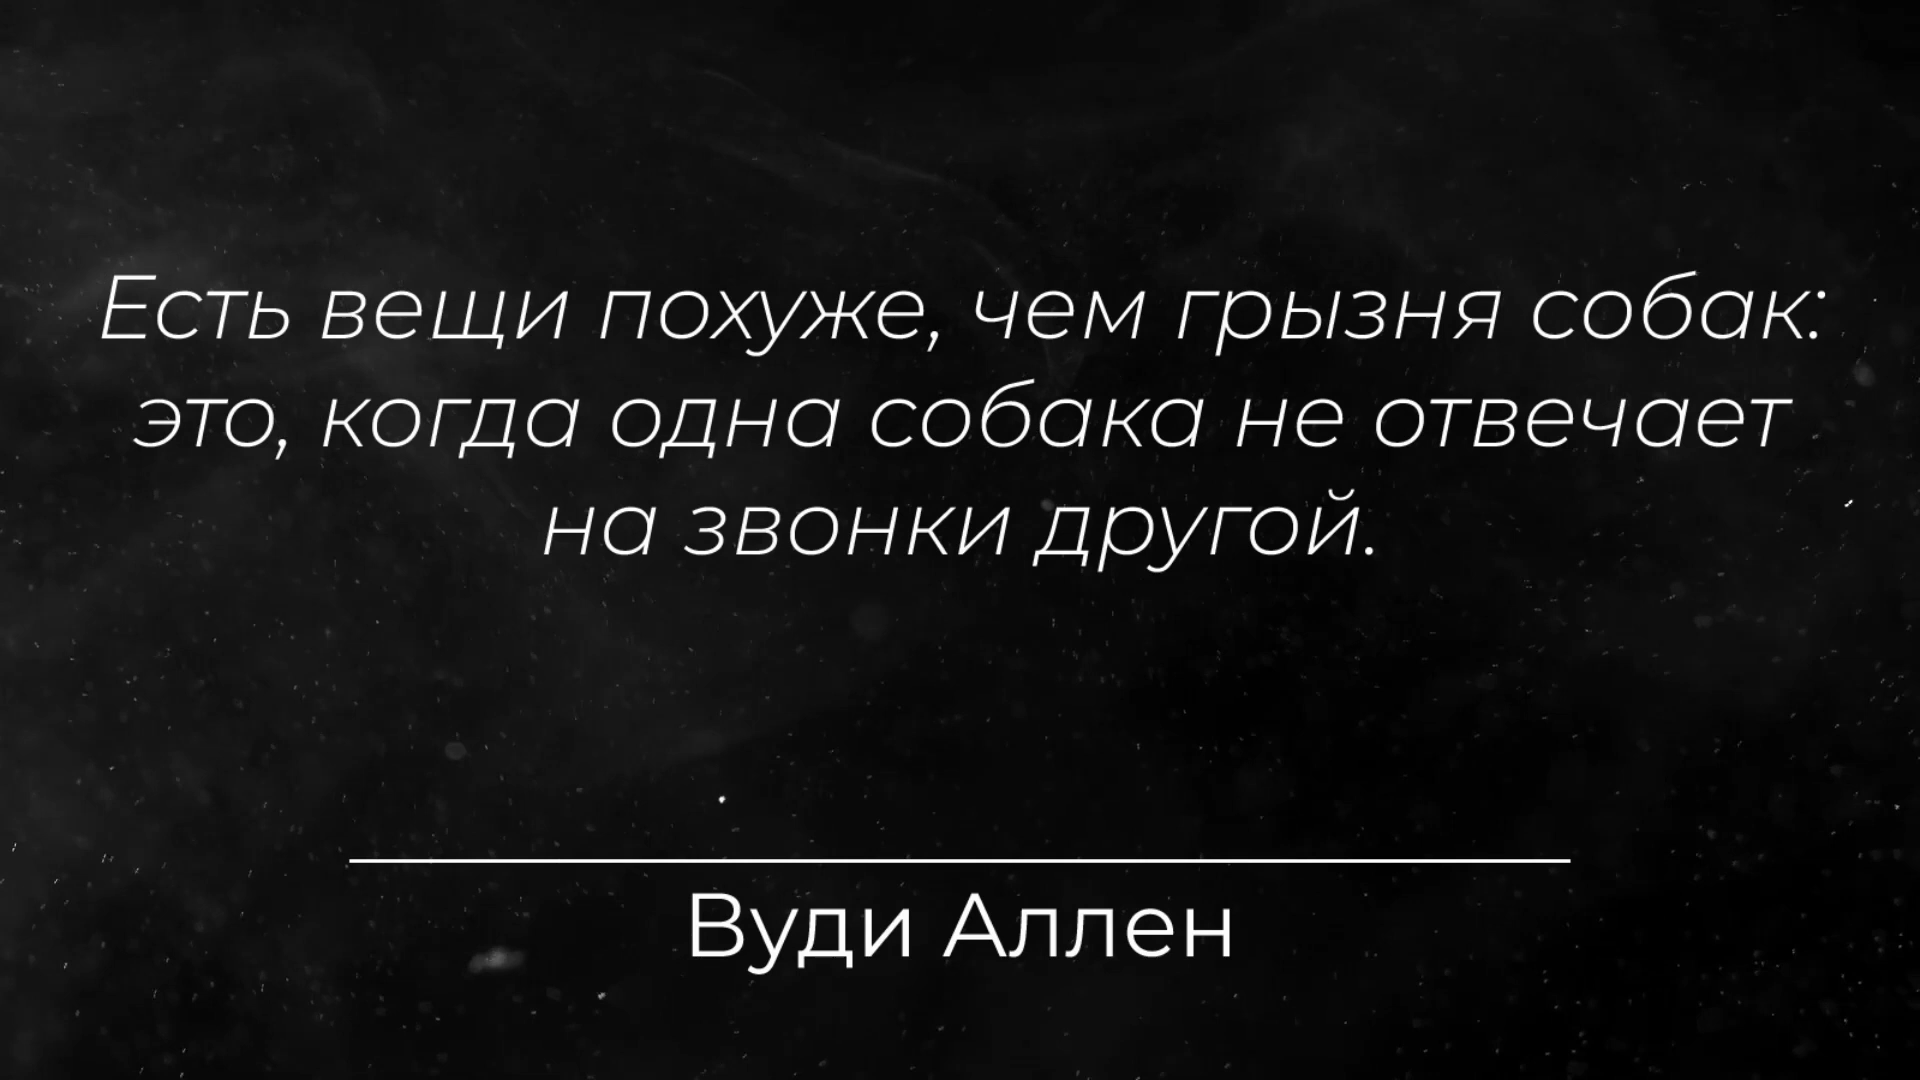 Есть вещи похуже, чем грызня собак:
это, когда одна собака не отвечает
на звонки другой.
Вуди Аллен